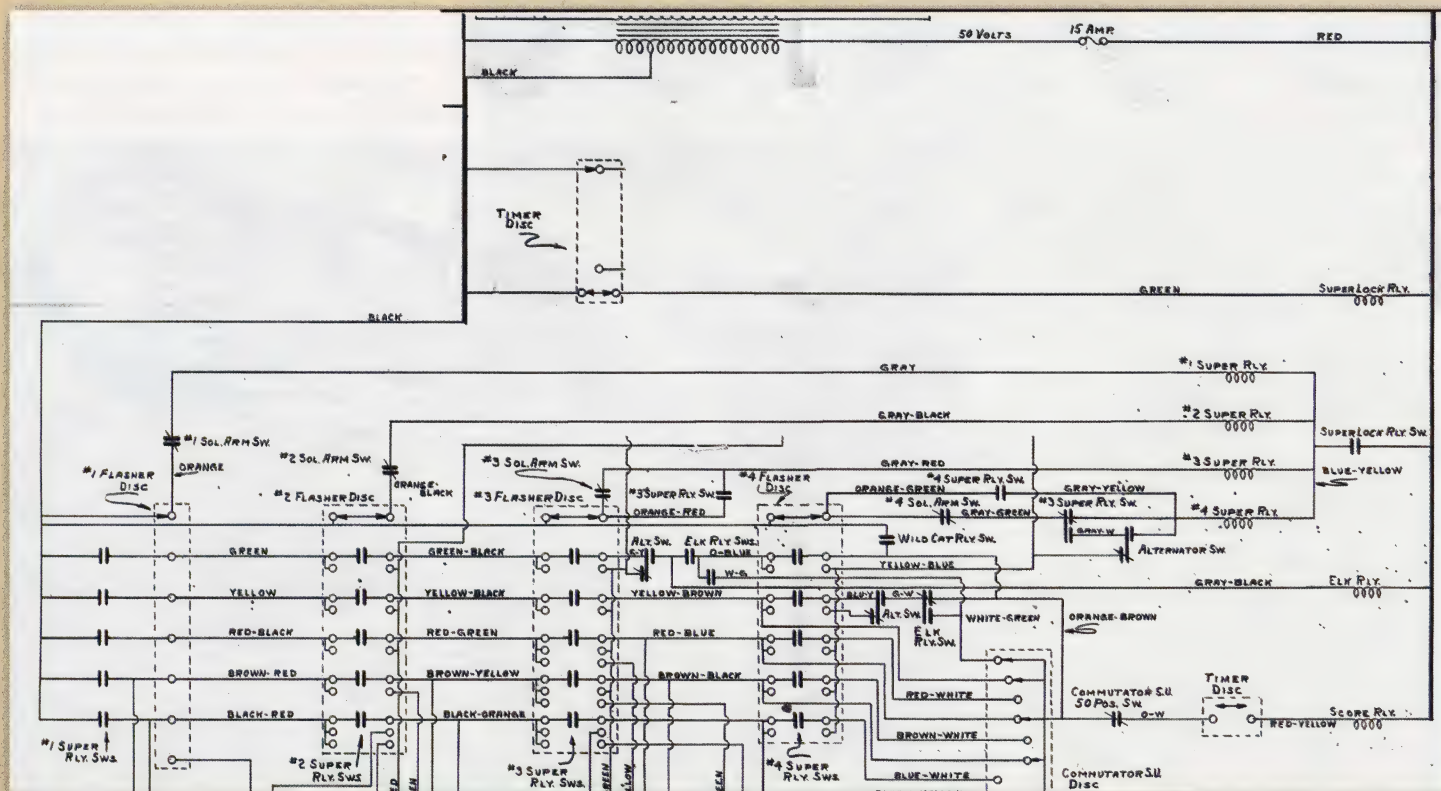 50 VOLTS
15 AMP.
RED
BLACK
TIMER
DISC
GREEN
SUPER LOCK RLY.
BLACK
GRAY
#1 SUPER RLY.
GRAY-BLACK
#2 SUPER RLY.
SUPER LOCK RLY. SW.
#1 SOL. ARM SW.
ORANGE
#1 FLASHER
DISC
#2 SOL. ARM SW.
ORANGE-
BLACK
#2 FLASHER DISC
#3 SOL. ARM SW.
#3 FLASHER DISC
#3 SUPER RLY. SW.
ORANGE-RED
#4 FLASHER
DISC
GRAY-RED
#3 SUPER RLY.
BLUE-YELLOW
ORANGE-GREEN
#4 SUPER RLY. SW.
GRAY-YELLOW
#4 SOL. ARM SW.
GRAY-GREEN
#3 SUPER RLY. SW.
#4 SUPER RLY.
GRAY-W
WILD CAT RLY. SW.
ALTERNATOR SW.
GREEN
GREEN-BLACK
ALT. SW.
G-Y
ELK RLY SWS.
O-BLUE
YELLOW-BLUE
W-G
GRAY-BLACK
ELK RLY.
YELLOW
YELLOW-BLACK
YELLOW-BROWN
BLU-Y
G-W
ALT. SW.
ELK
RLY. SW.
WHITE-GREEN
ORANGE-BROWN
RED-BLACK
RED-GREEN
RED-BLUE
BROWN-RED
BROWN-YELLOW
BROWN-BLACK
RED-WHITE
COMMUTATOR S.U.
50 POS. SW.
O-W
TIMER
DISC
RED-YELLOW
SCORE RLY.
BLACK-RED
BLACK-ORANGE
BROWN-WHITE
#1 SUPER
RLY. SWS.
#2 SUPER
RLY. SWS.
RED
#3 SUPER
RLY. SWS.
#4 SUPER
RLY. SWS.
BLUE-WHITE
COMMUTATOR S.U.
DISC